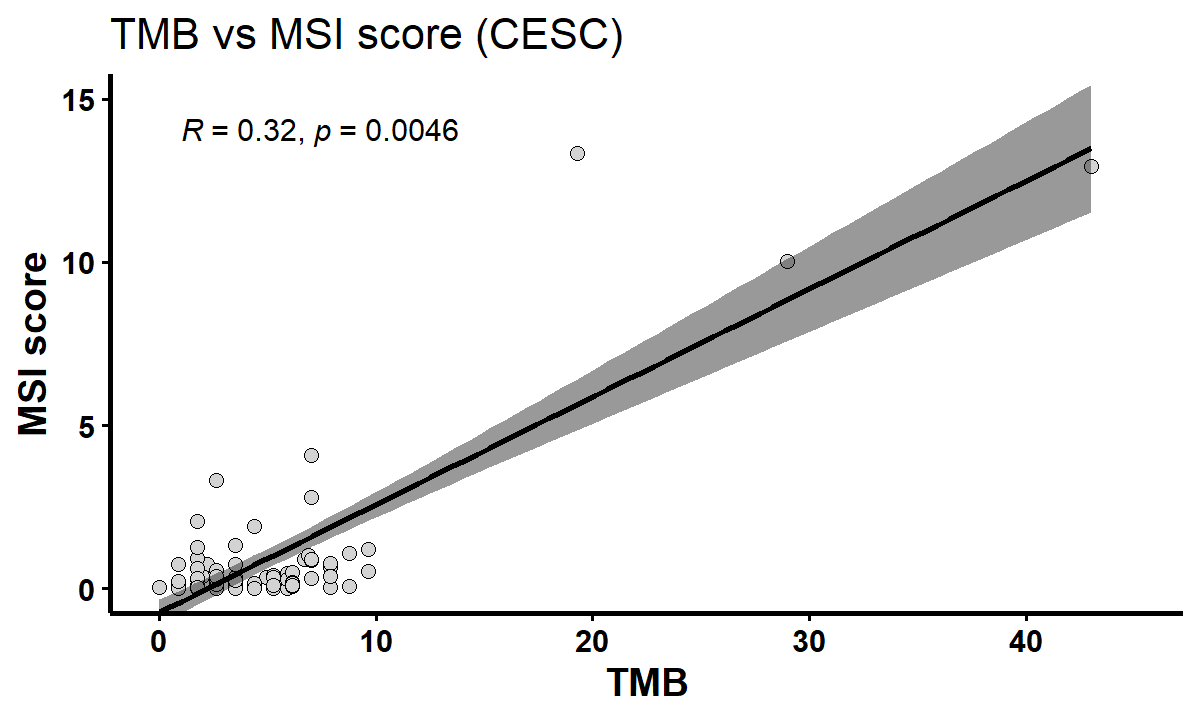 TMB vs MSI score (CESC)
R = 0.32, p = 0.0046
15
10
5
0
MSI score
0 10 20 30 40
TMB